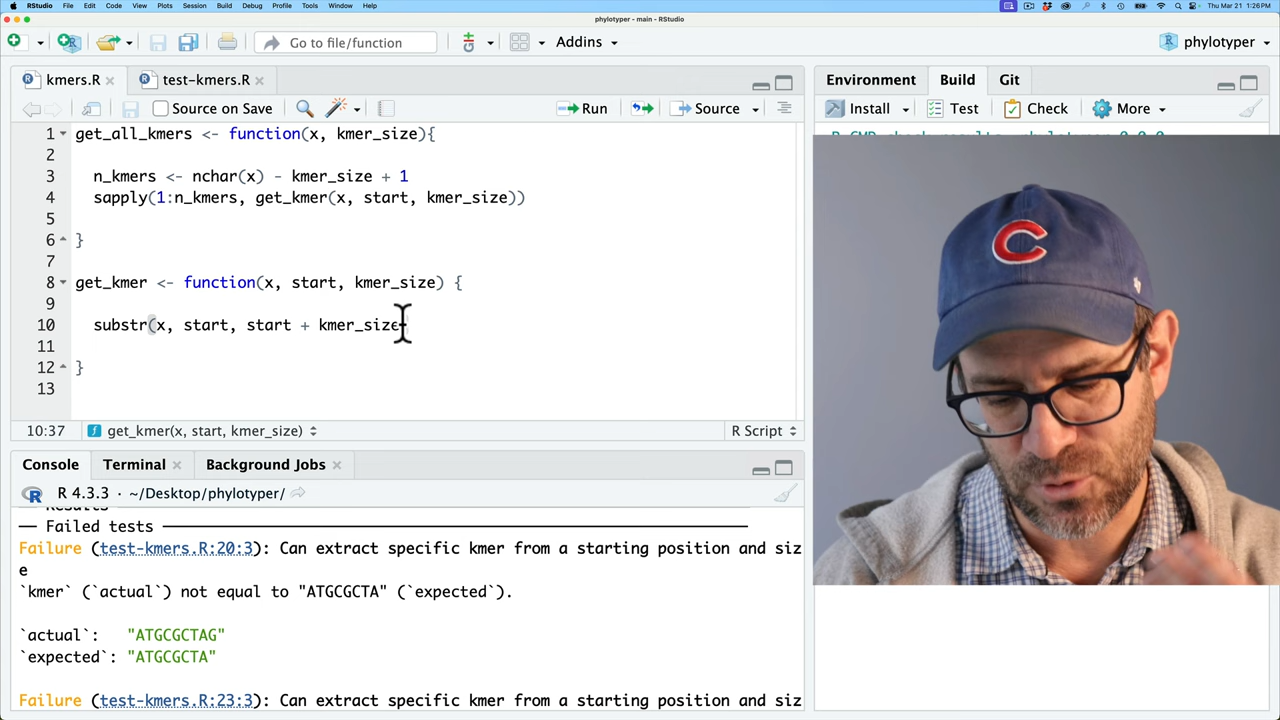 RStudio File Edit Code View Plots Session Build Debug Profile Tools Window Help Thu Mar 21 1:26 PM
phylotyper - main - RStudio
Go to file/function Addins phylotyper
kmers.R test-kmers.R
Source on Save Run Source
1 get_all_kmers <- function(x, kmer_size){
2
3 n_kmers <- nchar(x) - kmer_size + 1
4 sapply(1:n_kmers, get_kmer(x, start, kmer_size))
5
6 }
7
8 get_kmer <- function(x, start, kmer_size) {
9
10 substr(x, start, start + kmer_size
11
12 }
13
10:37 get_kmer(x, start, kmer_size) R Script
Console Terminal Background Jobs
R 4.3.3 · ~/Desktop/phylotyper/
Results
── Failed tests ──
Failure (test-kmers.R:20:3): Can extract specific kmer from a starting position and siz
e
`kmer` (`actual`) not equal to "ATGCGCTA" (`expected`).
`actual`: "ATGCGCTAG"
`expected`: "ATGCGCTA"
Failure (test-kmers.R:23:3): Can extract specific kmer from a starting position and siz
Environment Build Git
Install Test Check More
C